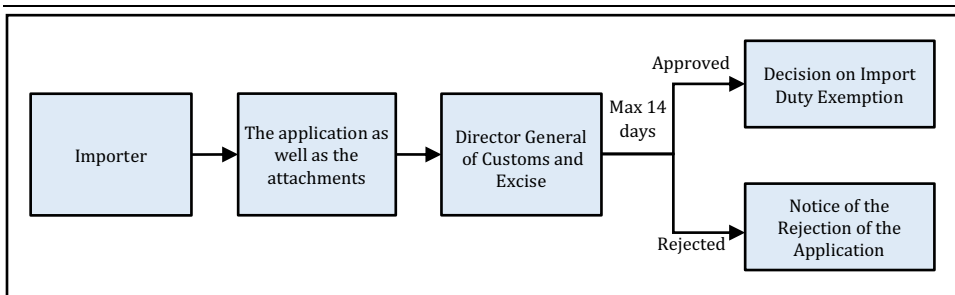 Importer
The application as
well as the
attachments
Director General
of Customs and
Excise
Max 14
days
Approved
Decision on Import
Duty Exemption
Rejected
Notice of the
Rejection of the
Application